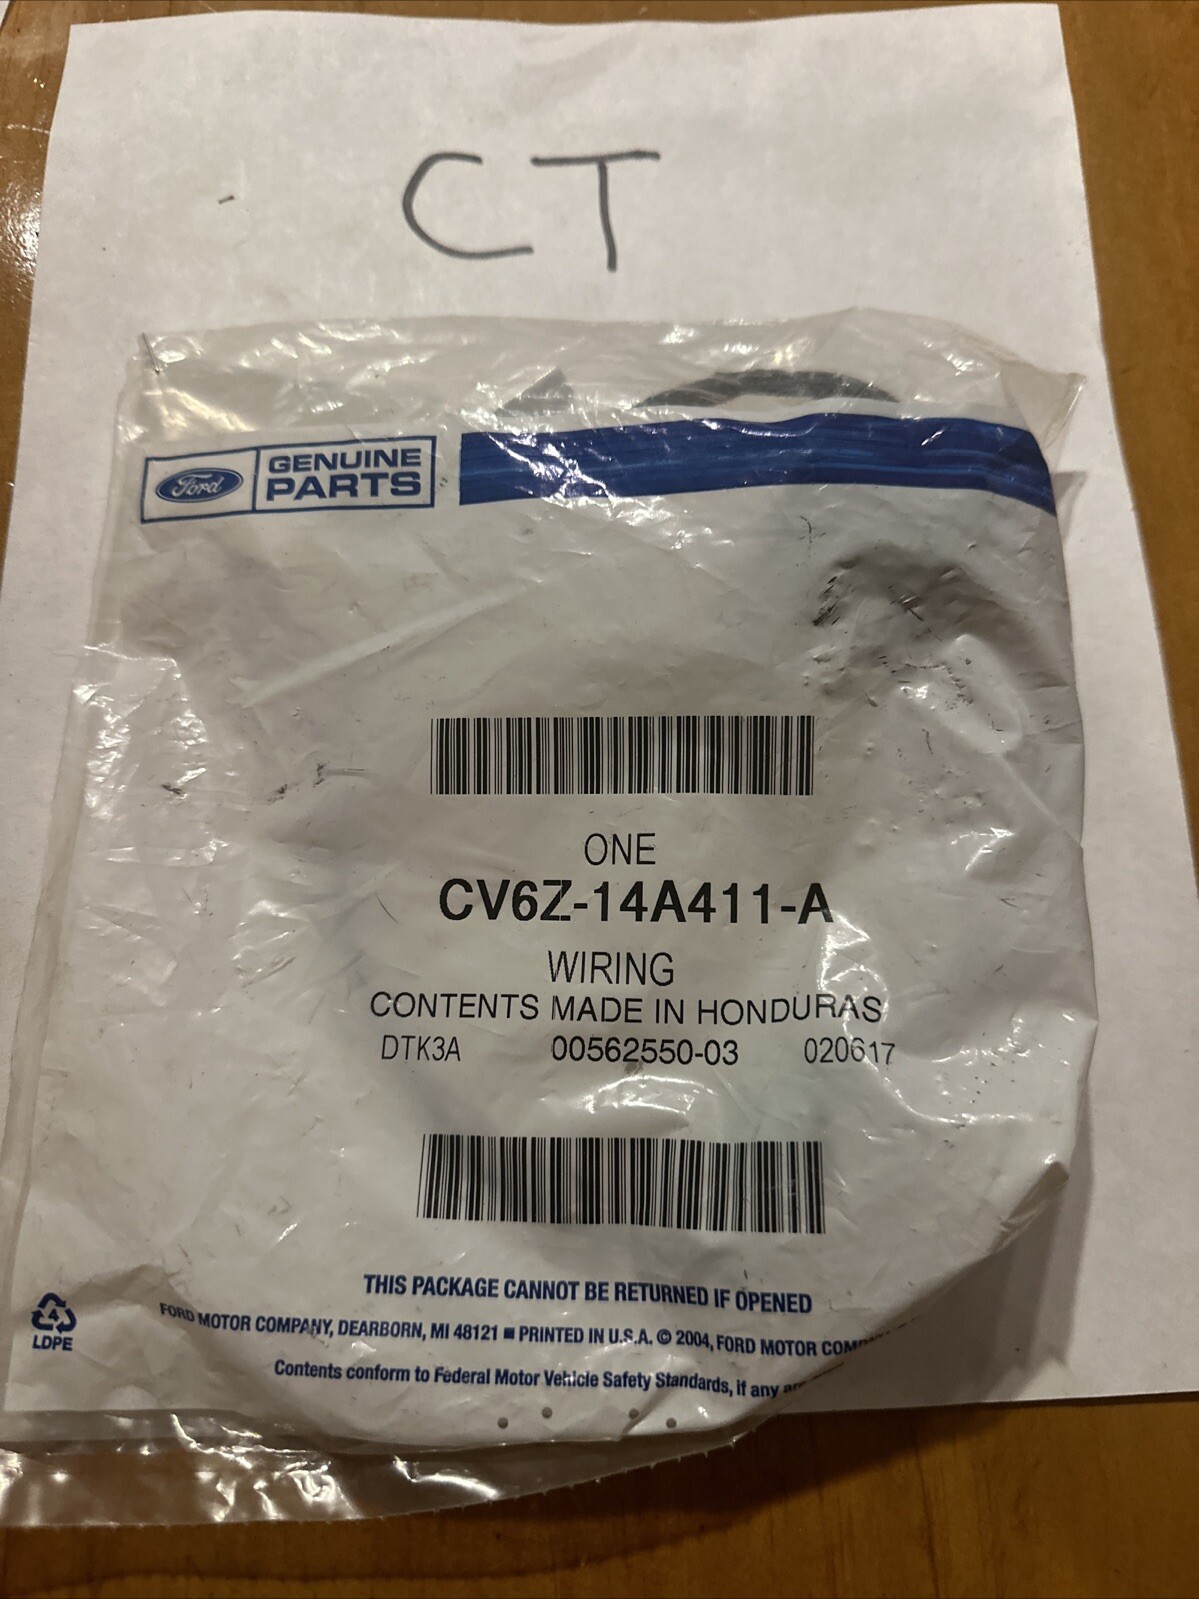 CT
Ford
GENUINE
PARTS
ONE
CV6Z-14A411-A
WIRING
CONTENTS MADE IN HONDURAS
DTK3A 00562550-03 020617
THIS PACKAGE CANNOT BE RETURNED IF OPENED
FORD MOTOR COMPANY, DEARBORN, MI 48121 ■ PRINTED IN U.S.A. © 2004, FORD MOTOR
Contents conform to Federal Motor Vehicle Safety Standards, if any
4
LDPE